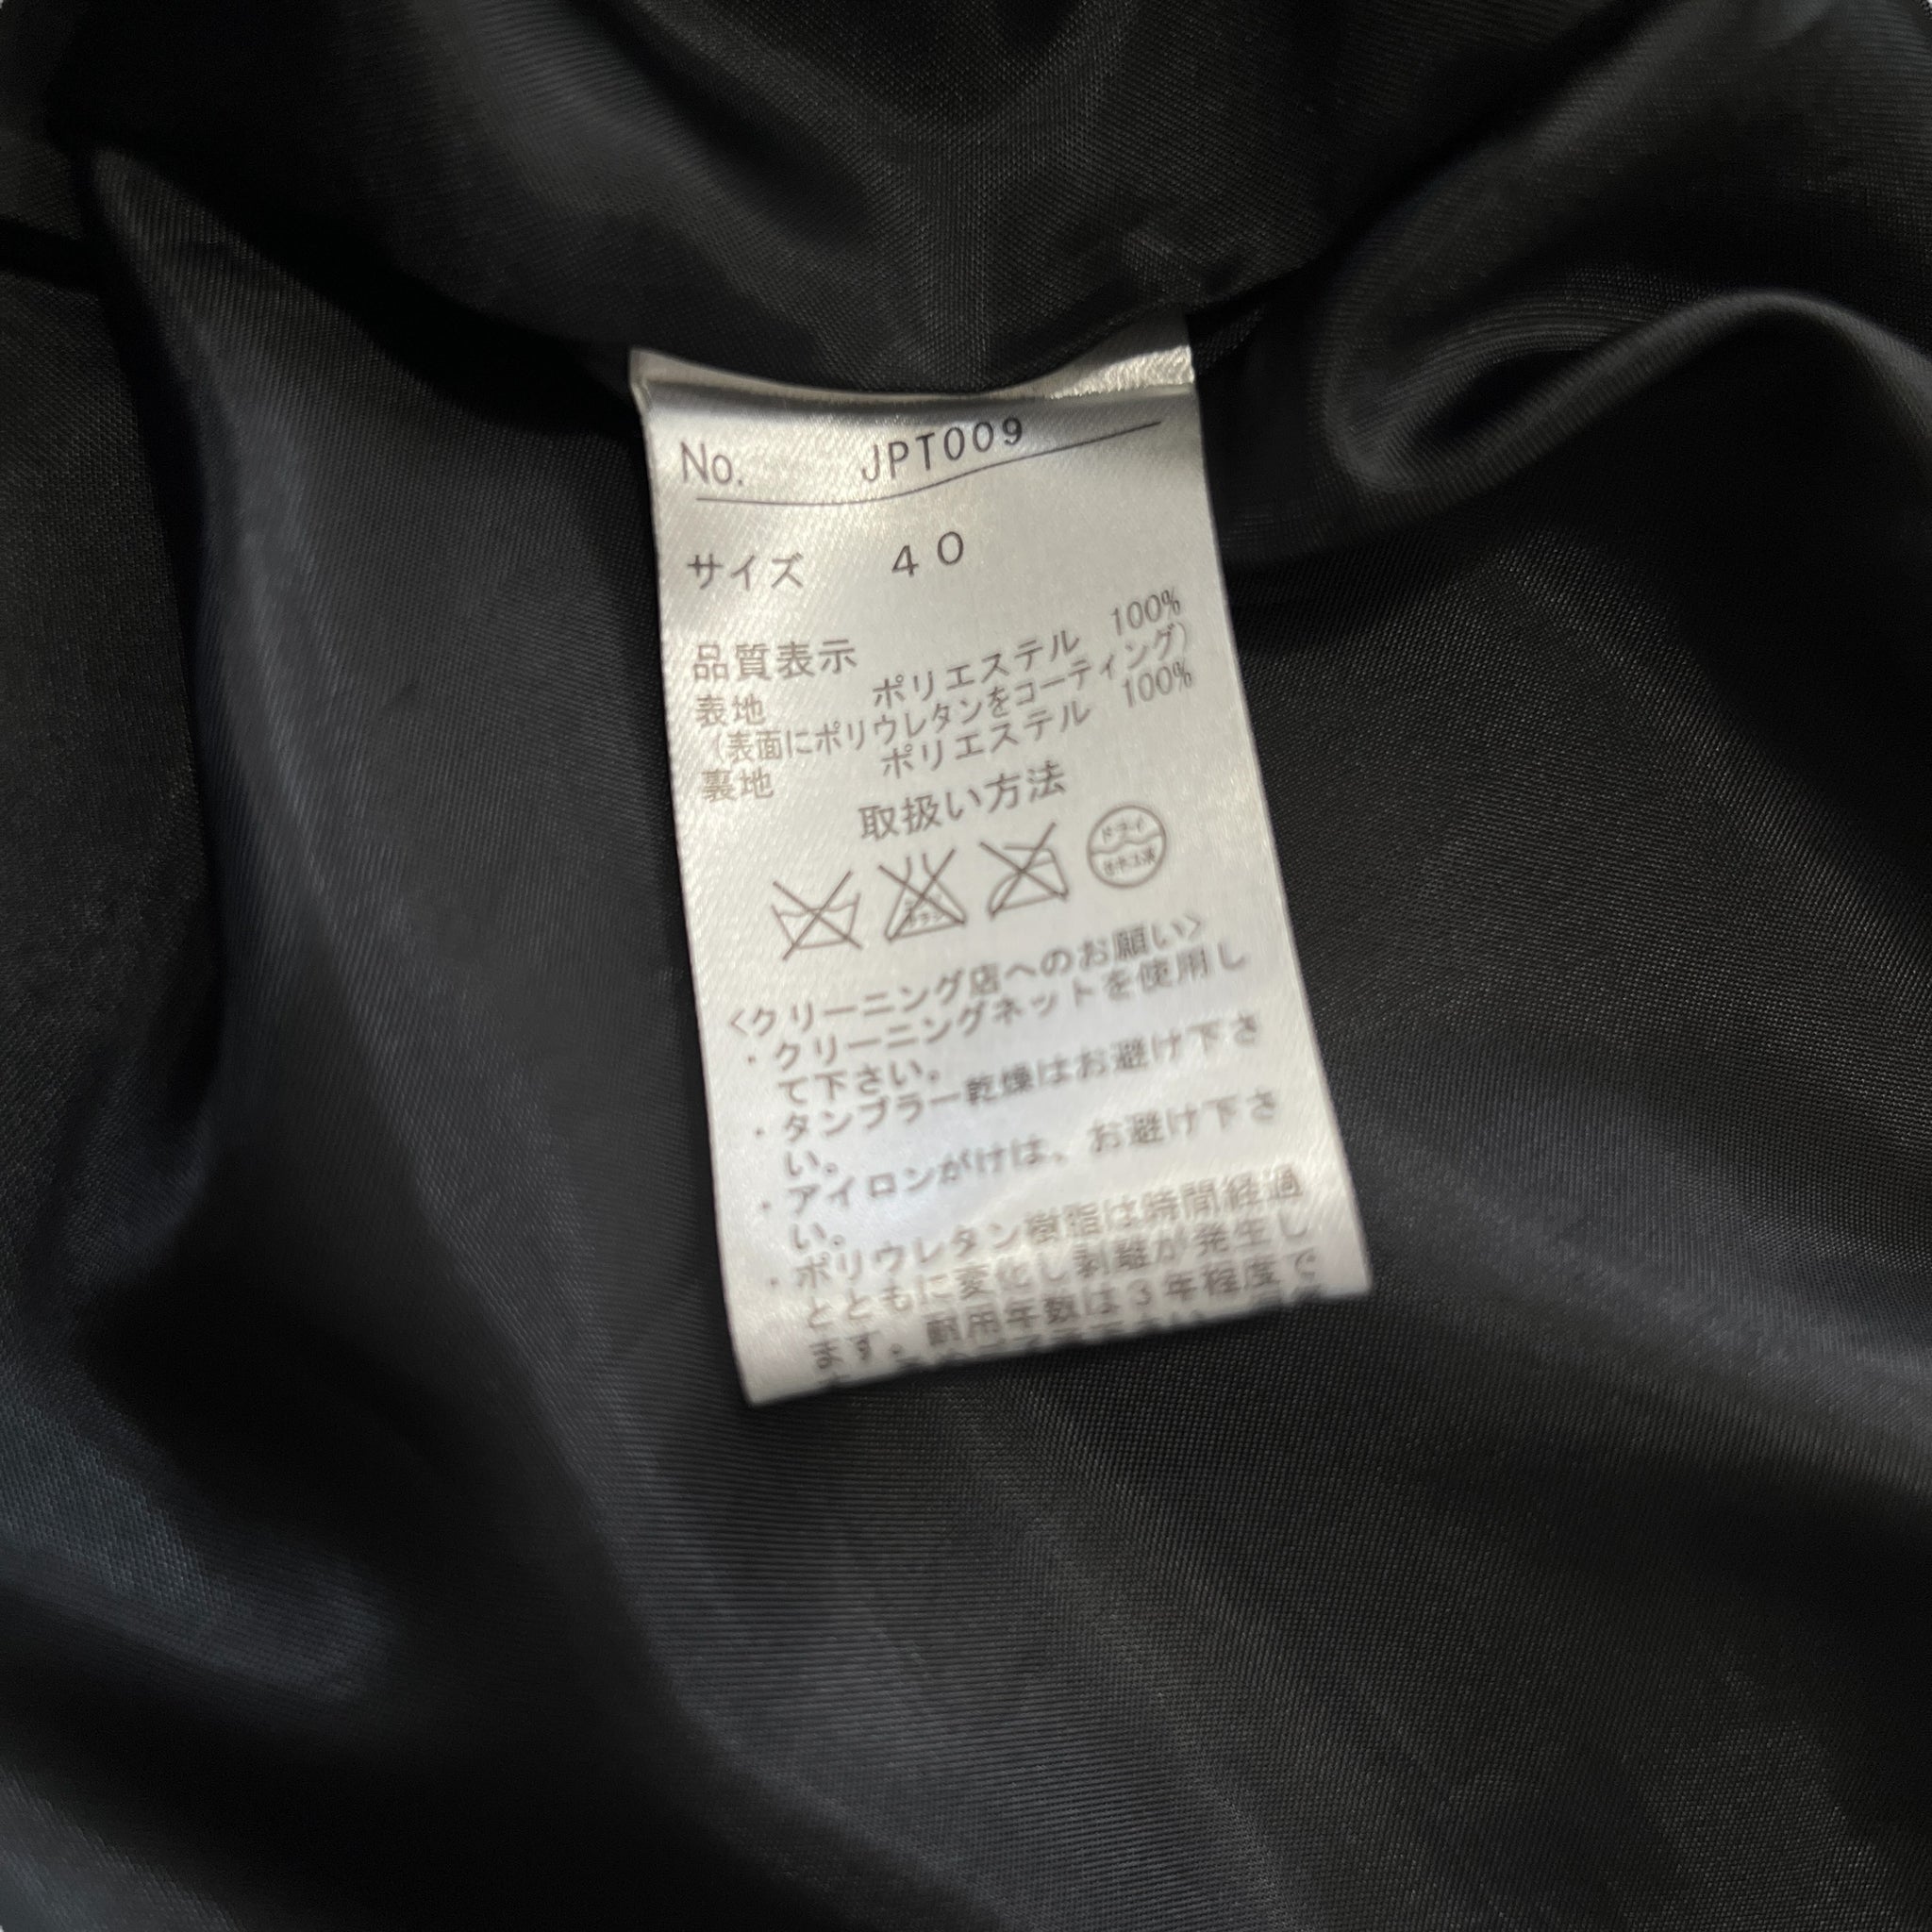 No. JPT009
サイズ 40
品質表示
表地 ポリエステル 100%
(表面にポリウレタンをコーティング)
裏地 ポリエステル 100%
取扱い方法
ドライ
セキユ系
<クリーニング店へのお願い>
・クリーニングネットを使用し
て下さい。
・タンブラー乾燥はお避け下さ
い。
・アイロンがけは、お避け下さ
い。
・ポリウレタン樹脂は時間経過
とともに変化し剥離が発生し
ます。耐用年数は3年程度で